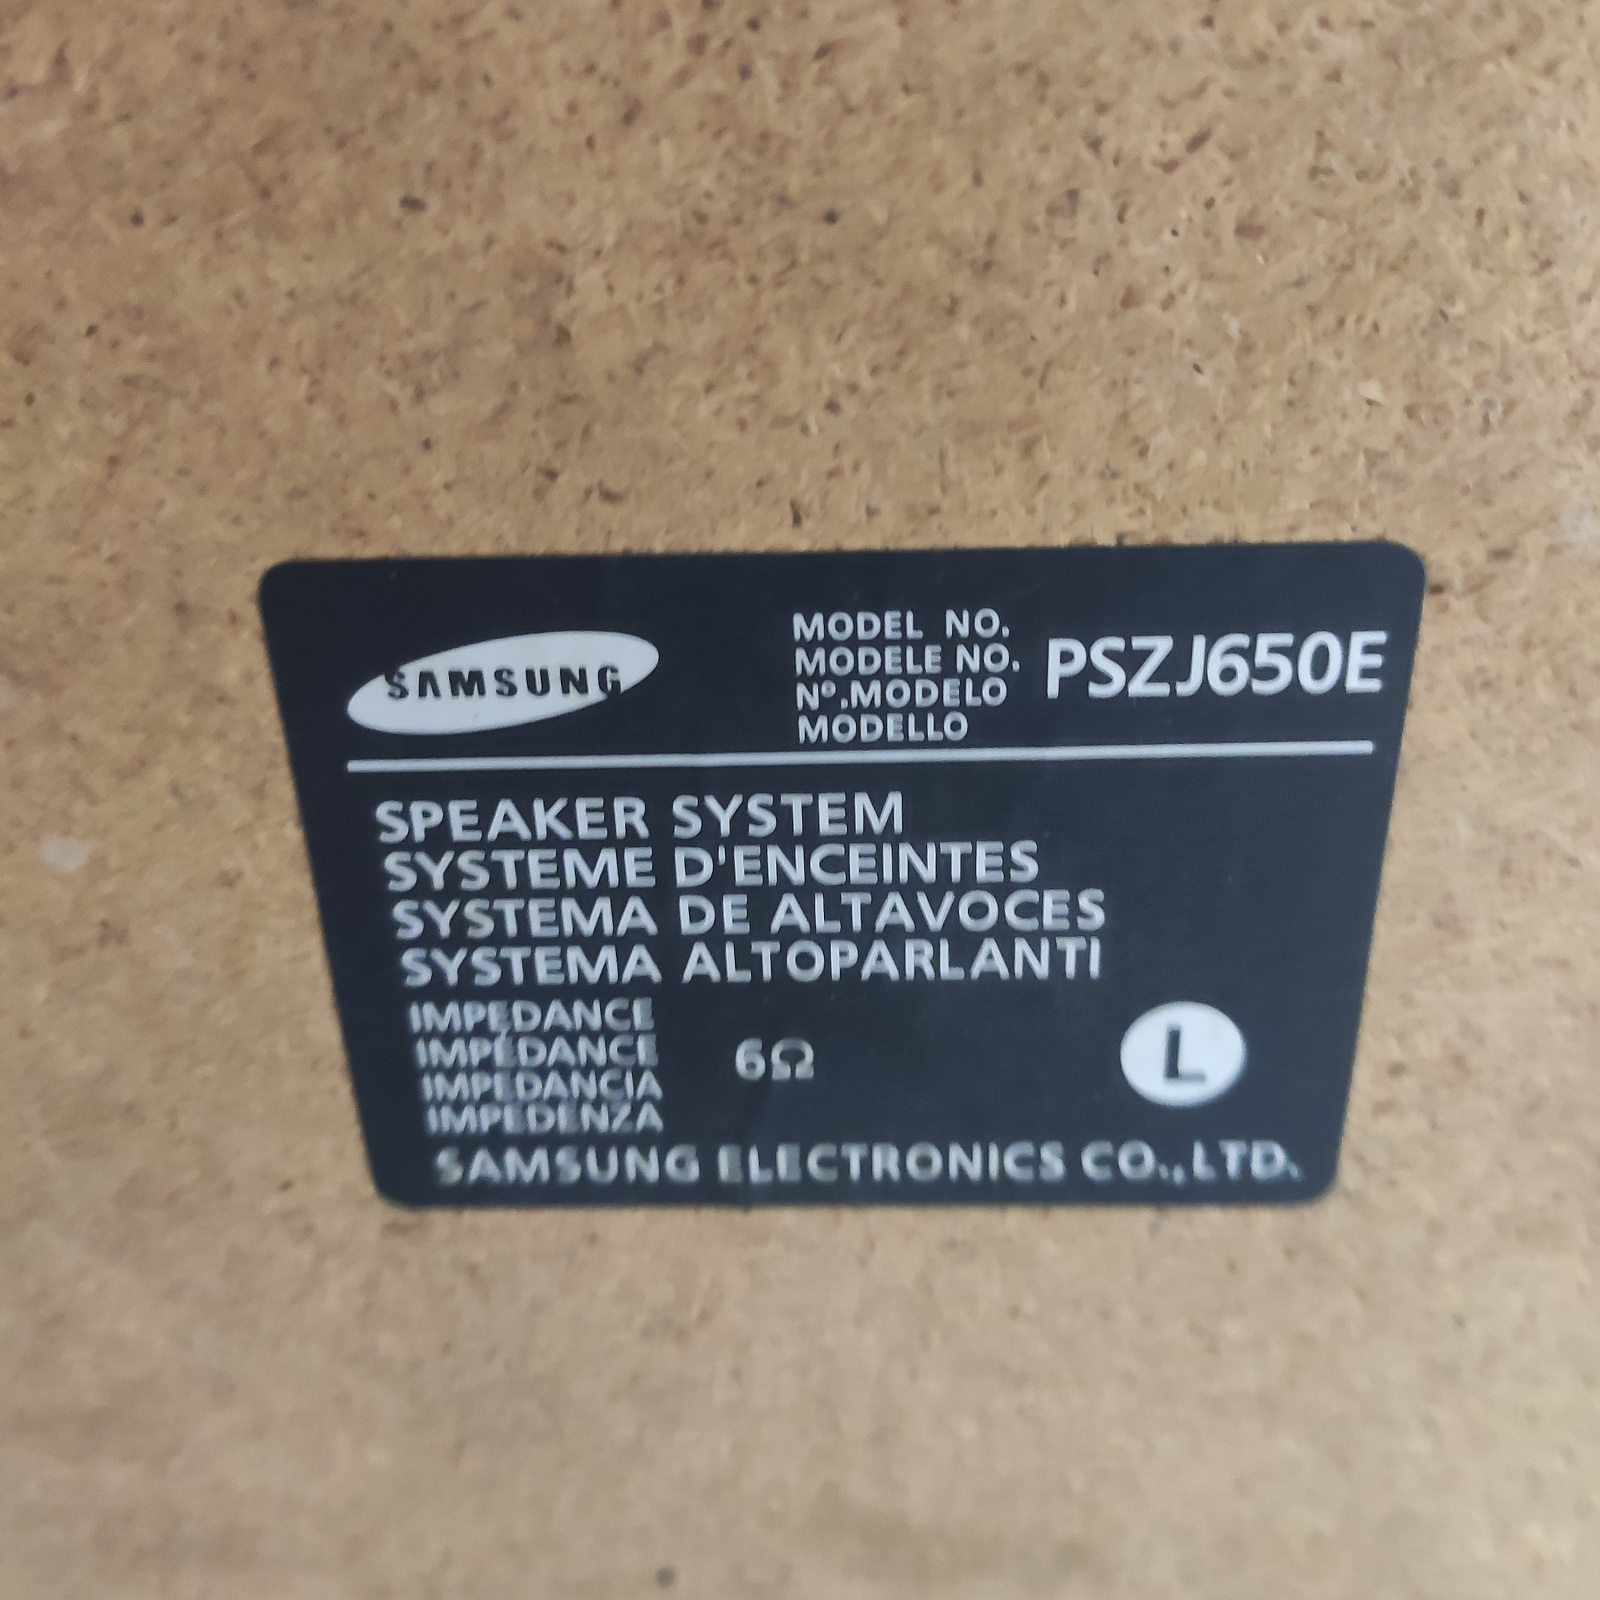 SAMSUNG
MODEL NO.
MODELE NO.
Nº.MODELO
MODELLO
PSZJ650E
SPEAKER SYSTEM
SYSTEME D'ENCEINTES
SYSTEMA DE ALTAVOCES
SYSTEMA ALTOPARLANTI
IMPEDANCE
IMPÉDANCE
IMPEDANCIA
IMPEDENZA
6Ω
L
SAMSUNG ELECTRONICS CO.,LTD.